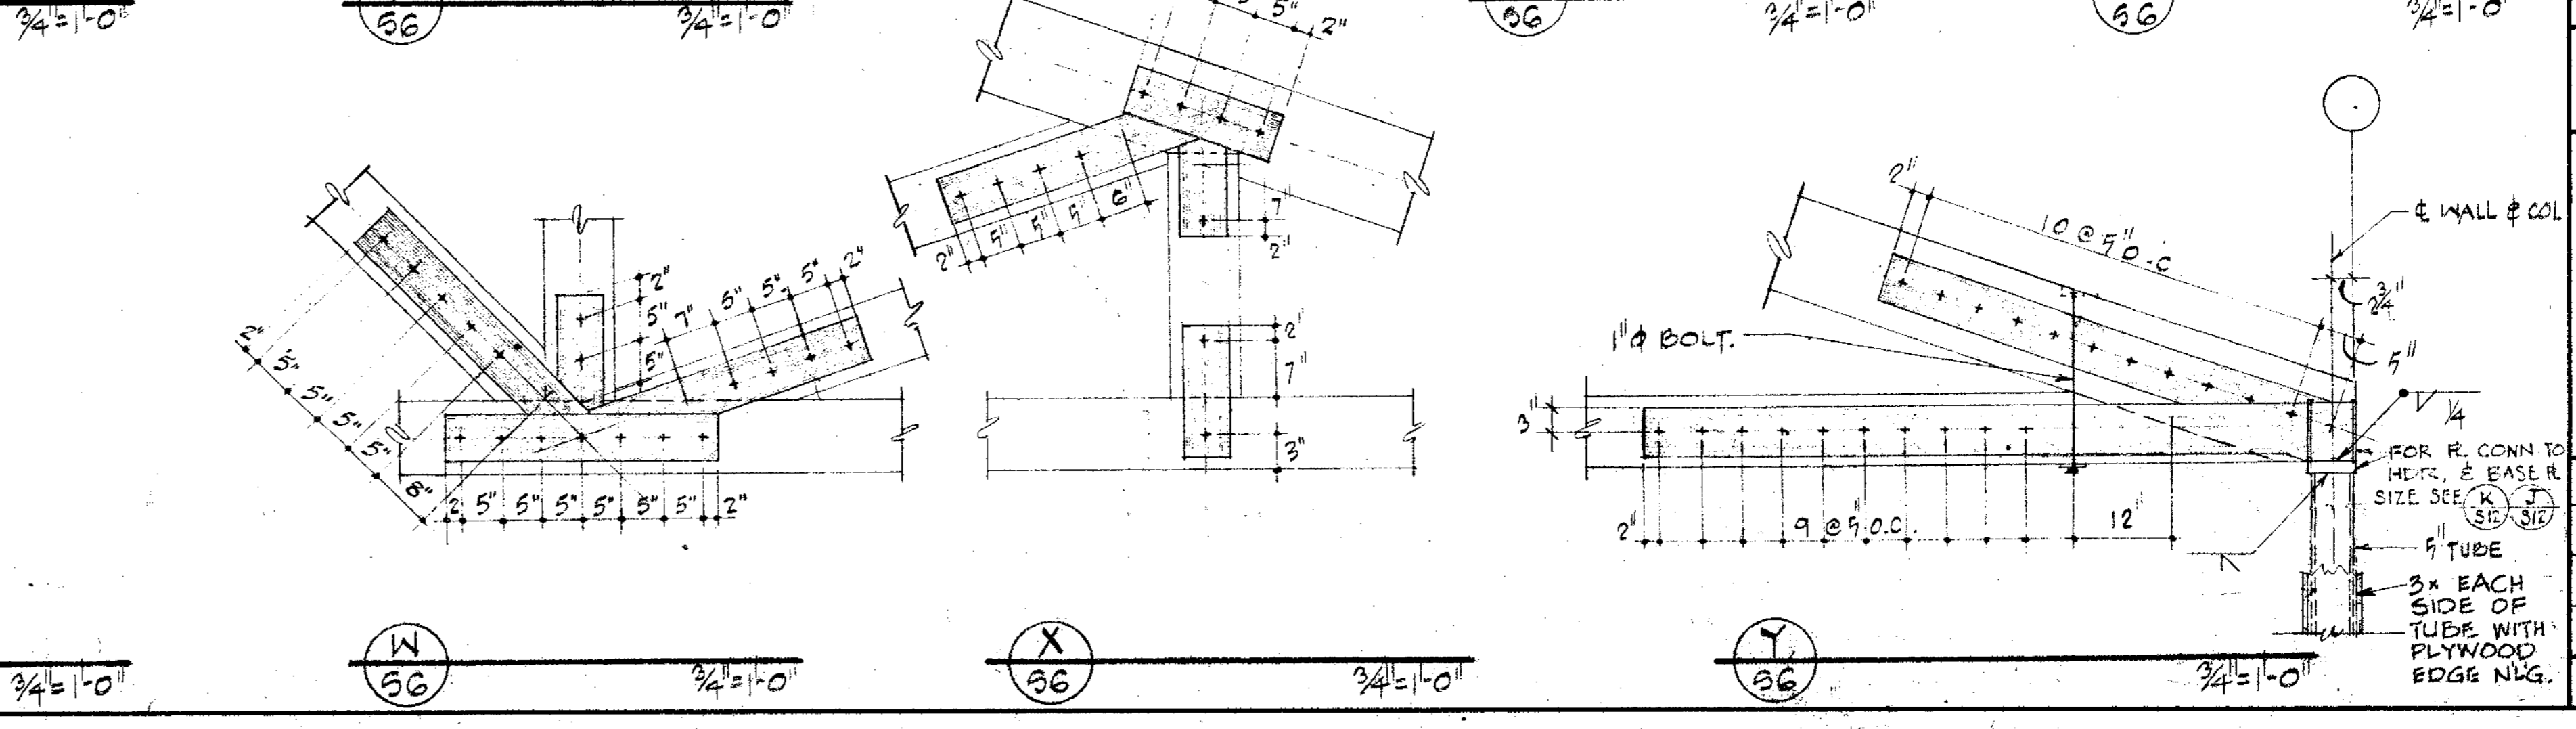 3/4"=1'-0"
56
3/4"=1'-0"
56
3/4"=1'-0"
56
3/4"=1'-0"
5"
2"
2"
5"
5"
5"
5"
8"
2"
5"
5"
7"
5"
5"
5"
2"
2 5" 5" 5" 5" 5" 5" 2"
W
56
3/4"=1'-0"
3/4"=1'-0"
2"
5"
5"
5"
6"
7"
2"
2"
7"
3"
X
56
3/4"=1'-0"
2"
10 @ 5" O.C
1"φ BOLT.
3"
2"
9 @ 5" O.C.
12"
℄ WALL & COL
2 3/4"
5"
1/4
FOR ℞ CONN TO
HDR, & BASE ℞
SIZE SEE K S12 J S12
5" TUBE
3x EACH
SIDE OF
TUBE WITH
PLYWOOD
EDGE NL'G.
Y
56
3/4"=1'-0"